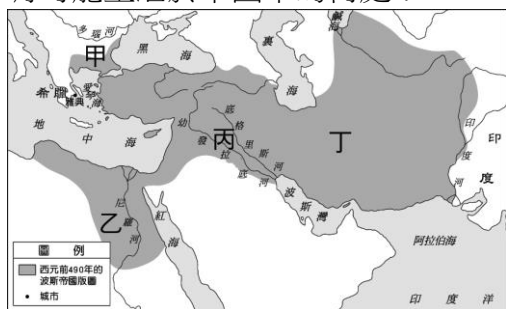 多瑙河
甲
黑
海
裏
海
鹹
海
希臘
愛琴海
雅典
地
中
海
幼
發
拉
底
河
底
格
里
斯
河
丙
丁
印
度
河
印
度
波
斯
灣
乙
尼
羅
河
紅
海
阿拉伯海
印度洋
圖例
西元前490年的
波斯帝國版圖
城市